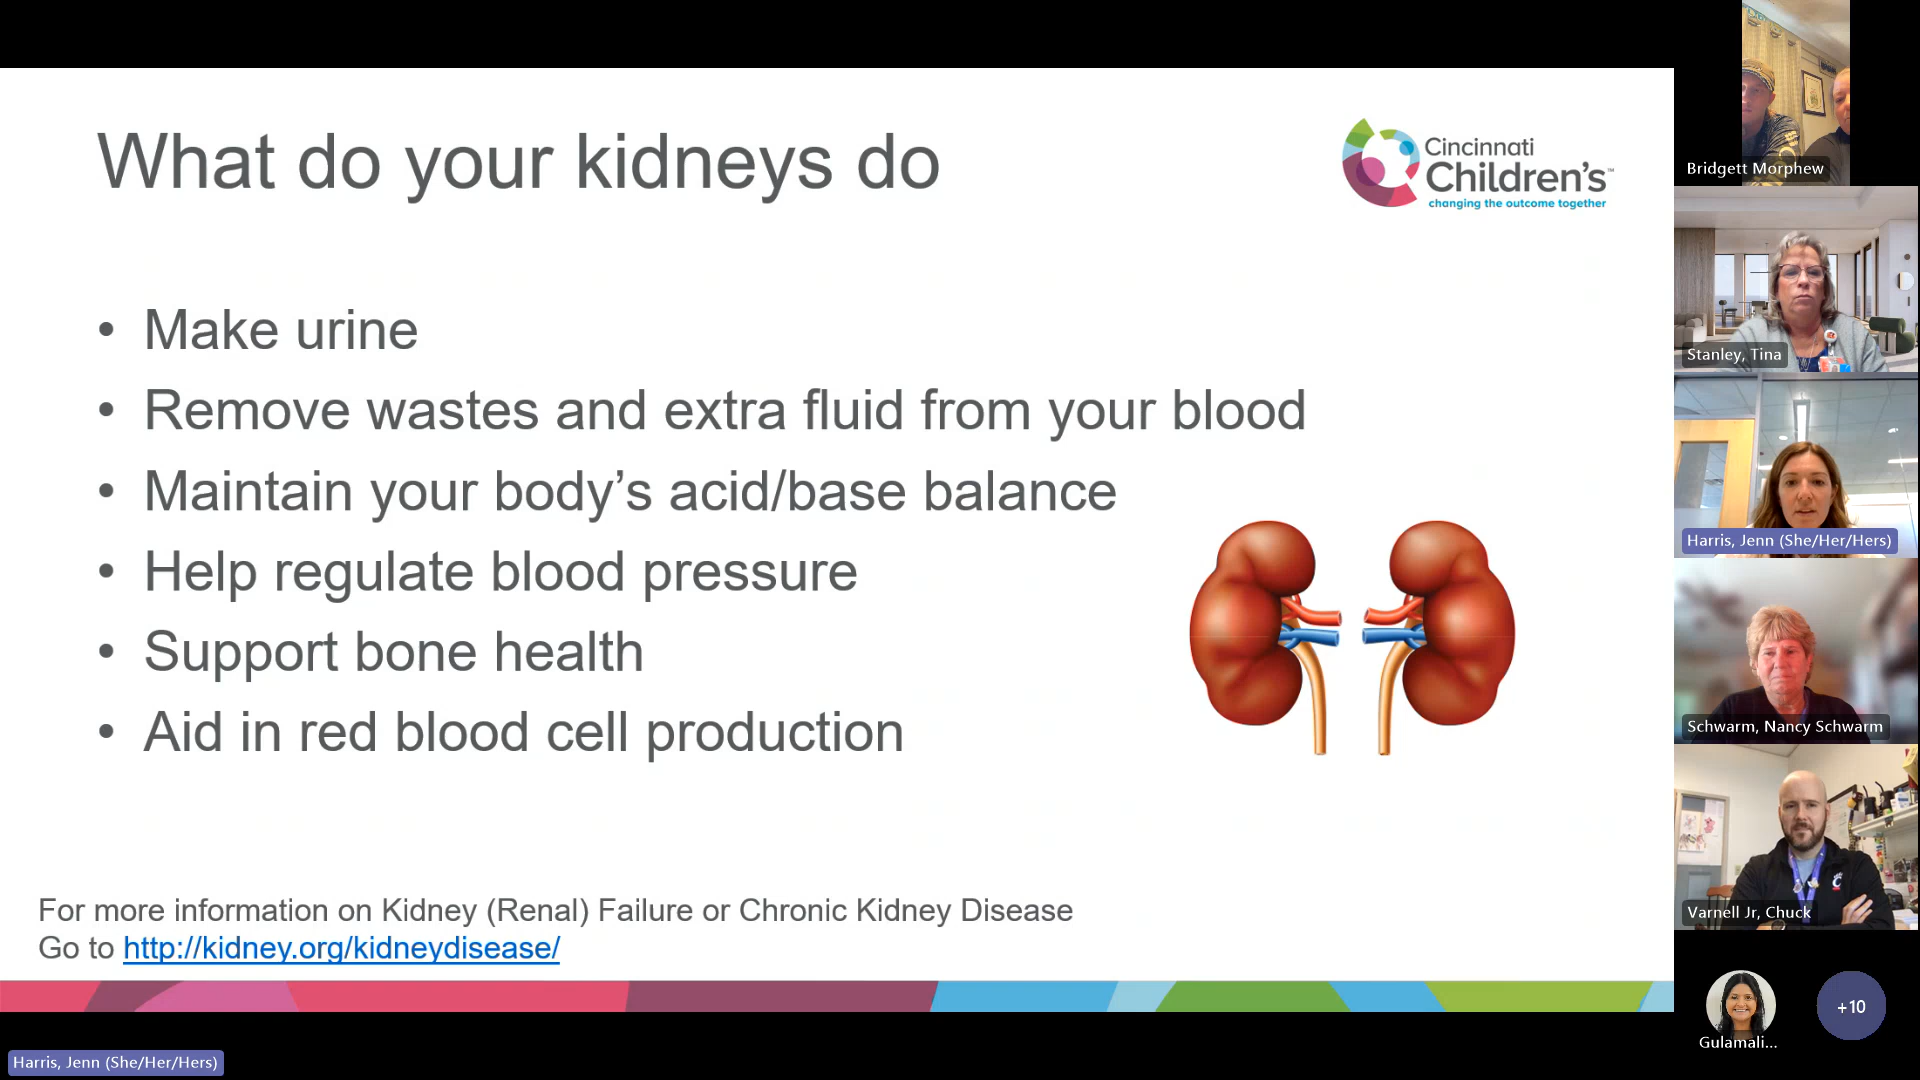 What do your kidneys do
Cincinnati
Children's™
changing the outcome together
• Make urine
• Remove wastes and extra fluid from your blood
• Maintain your body’s acid/base balance
• Help regulate blood pressure
• Support bone health
• Aid in red blood cell production
For more information on Kidney (Renal) Failure or Chronic Kidney Disease
Go to http://kidney.org/kidneydisease/
Harris, Jenn (She/Her/Hers)
Bridgett Morphew
Stanley, Tina
Harris, Jenn (She/Her/Hers)
Schwarm, Nancy Schwarm
Varnell Jr, Chuck
Gulamali...
+10